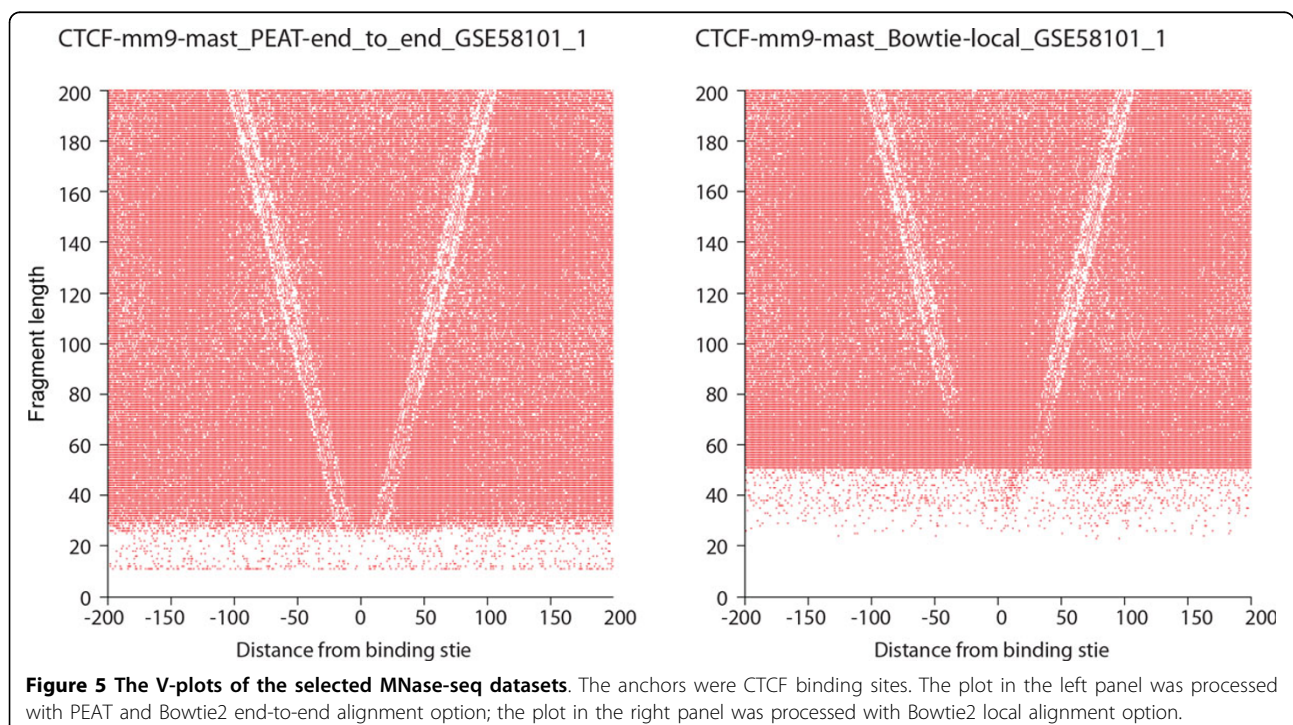 CTCF-mm9-mast_PEAT-end_to_end_GSE58101_1
CTCF-mm9-mast_Bowtie-local_GSE58101_1
Fragment length
200
180
160
140
120
100
80
60
40
20
0
-200 -150 -100 -50 0 50 100 150 200
Distance from binding stie
200
180
160
140
120
100
80
60
40
20
0
-200 -150 -100 -50 0 50 100 150 200
Distance from binding stie
Figure 5 The V-plots of the selected MNase-seq datasets. The anchors were CTCF binding sites. The plot in the left panel was processed
with PEAT and Bowtie2 end-to-end alignment option; the plot in the right panel was processed with Bowtie2 local alignment option.